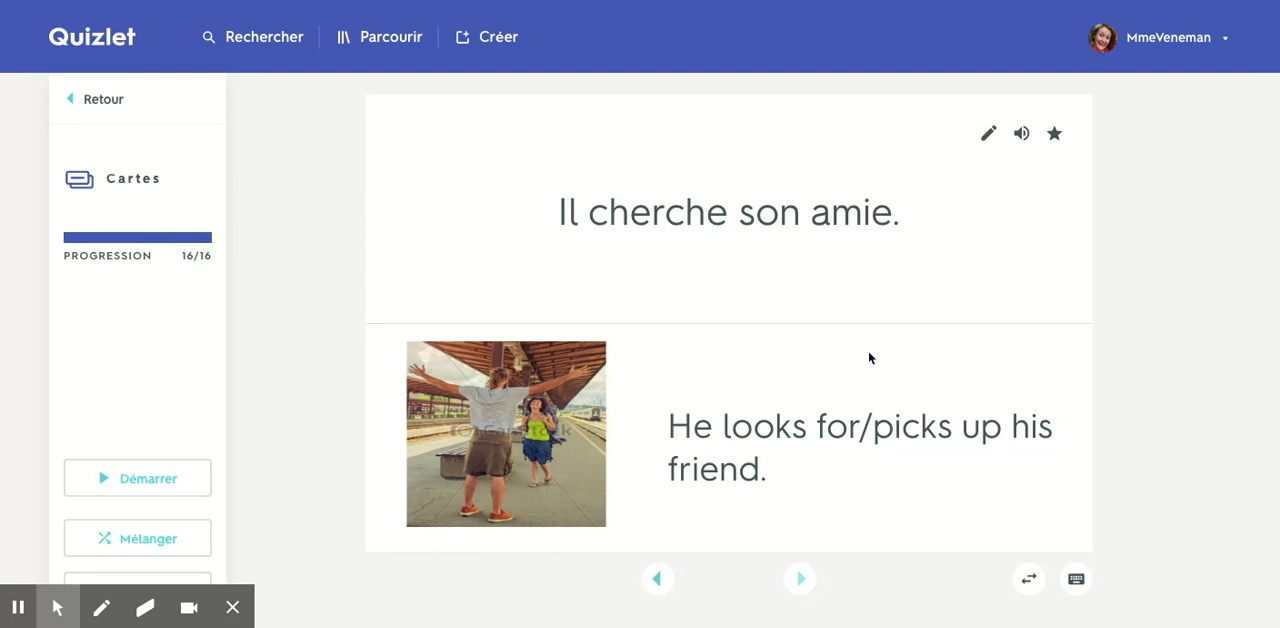 Quizlet
Rechercher
Parcourir
Créer
MmeVeneman
Retour
Cartes
PROGRESSION 16/16
Démarrer
Mélanger
Il cherche son amie.
He looks for/picks up his
friend.